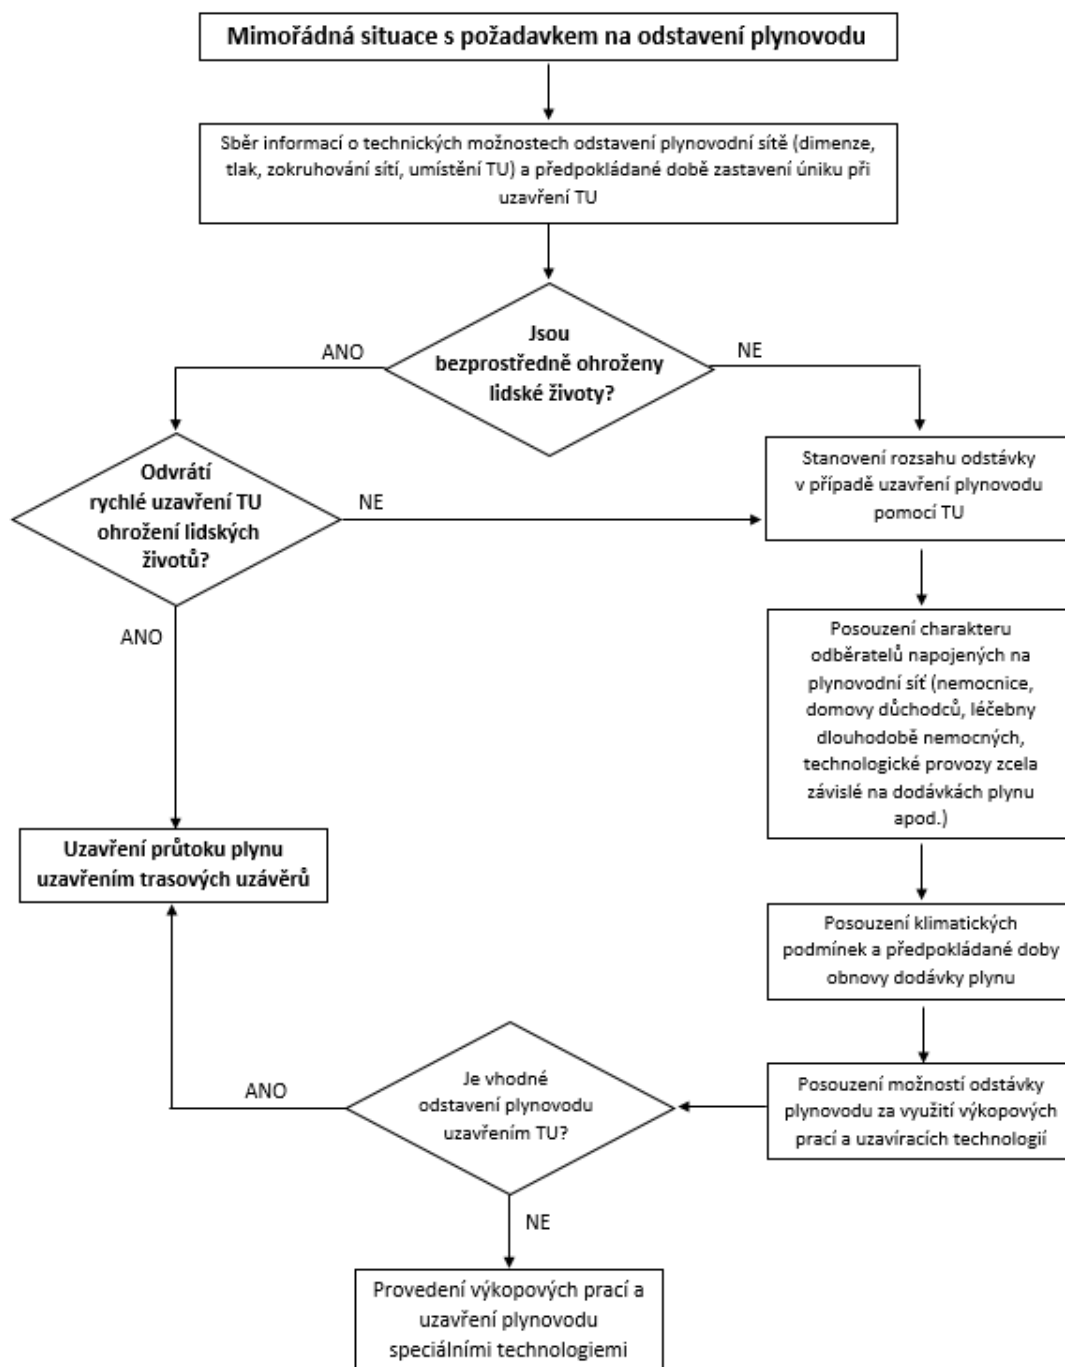 Mimořádná situace s požadavkem na odstavení plynovodu
Sběr informací o technických možnostech odstavení plynovodní sítě (dimenze,
tlak, zokruhování sítí, umístění TU) a předpokládané době zastavení úniku při
uzavření TU
Jsou
bezprostředně ohroženy
lidské životy?
ANO
NE
Odvrátí
rychlé uzavření TU
ohrožení lidských
životů?
NE
Stanovení rozsahu odstávky
v případě uzavření plynovodu
pomocí TU
ANO
Posouzení charakteru
odběratelů napojených na
plynovodní síť (nemocnice,
domovy důchodců, léčebny
dlouhodobě nemocných,
technologické provozy zcela
závislé na dodávkách plynu
apod.)
Uzavření průtoku plynu
uzavřením trasových uzávěrů
Posouzení klimatických
podmínek a předpokládané doby
obnovy dodávky plynu
Posouzení možností odstávky
plynovodu za využití výkopových
prací a uzavíracích technologií
Je vhodné
odstavení plynovodu
uzavřením TU?
ANO
NE
Provedení výkopových prací a
uzavření plynovodu
speciálními technologiemi